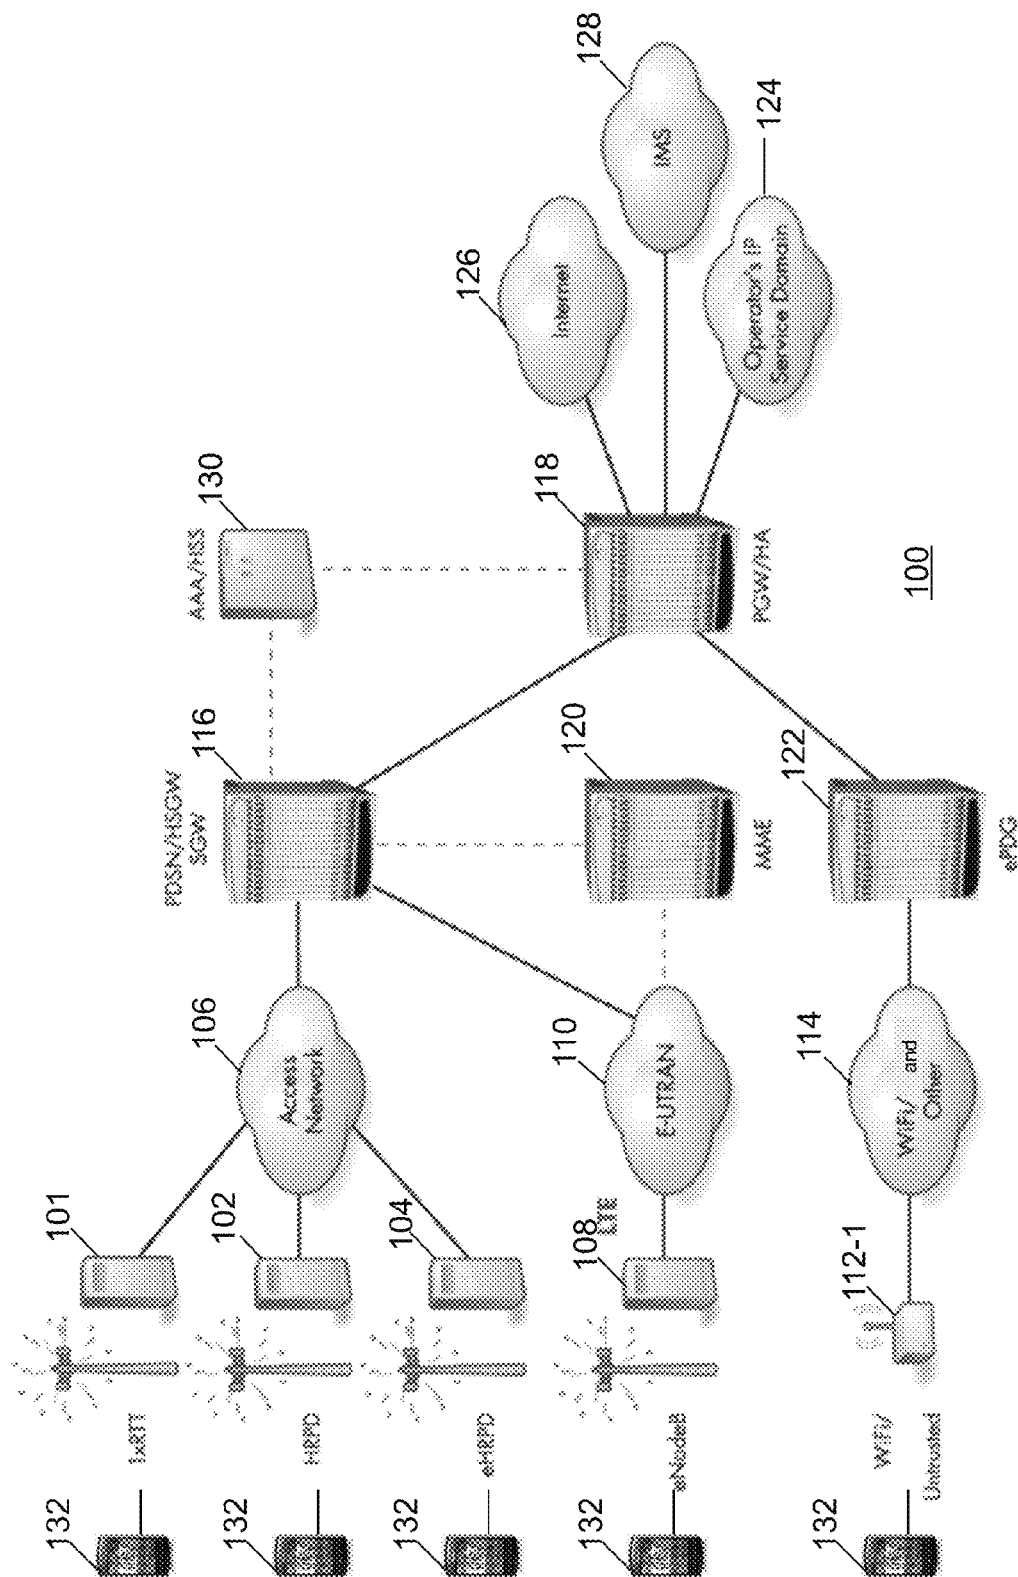 132
1xRTT
101
132
HRPD
102
132
eHRPD
104
106
Access
Network
PDSN/HSGW
SGW
116
AAA/HSS
130
132
eNodeB
108
LTE
110
E-UTRAN
120
MME
118
PGW/HA
126
Internet
128
IMS
124
Operator's IP
Service Domain
132
WiFi/
Untrusted
112-1
114
WiFi/ and
Other
122
ePDG
100